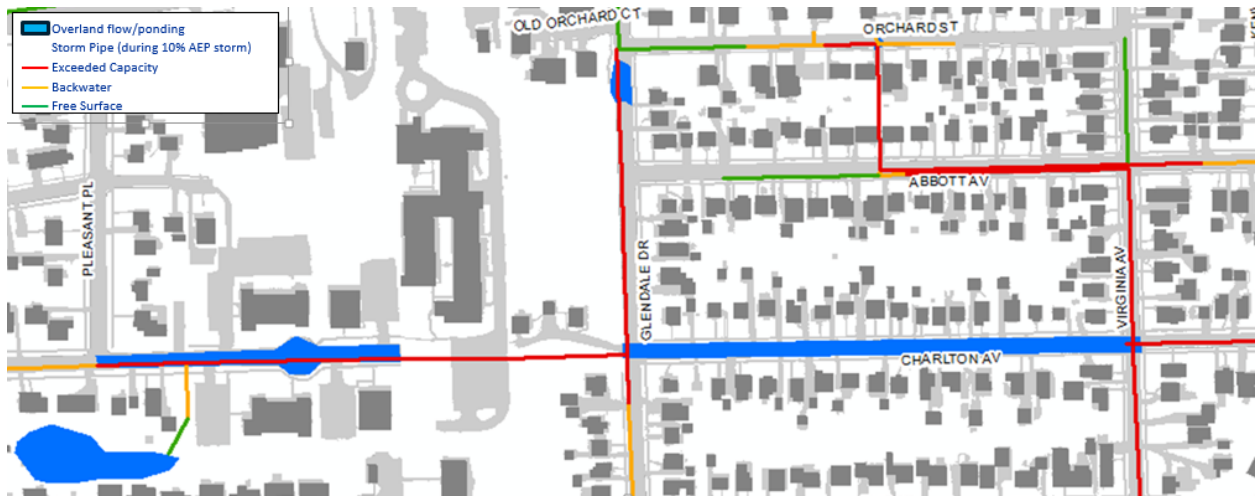 Overland flow/ponding
Storm Pipe (during 10% AEP storm)
Exceeded Capacity
Backwater
Free Surface
OLD ORCHARD CT
ORCHARD ST
PLEASANT PL
ABBOTT AV
GLENDALE DR
VIRGINIA AV
CHARLTON AV